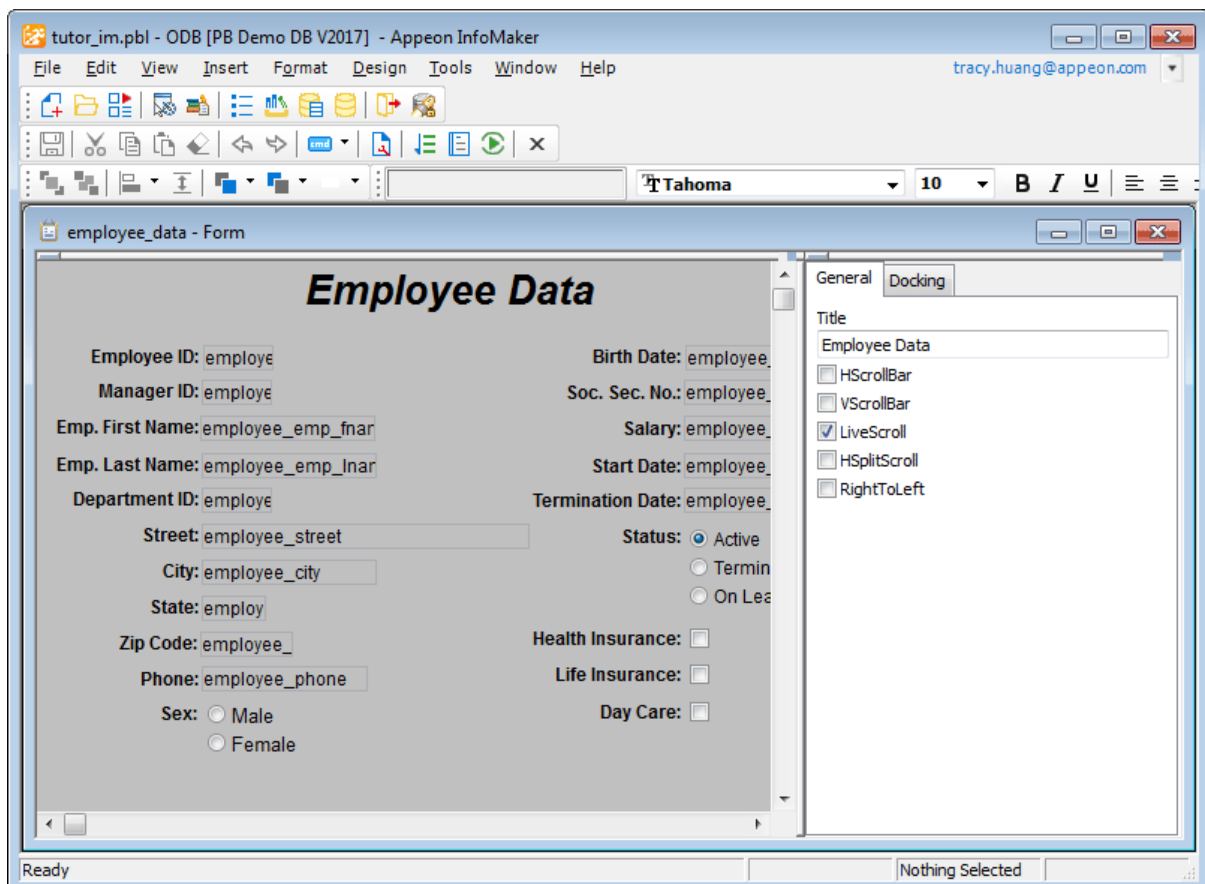 tutor_im.pbl - ODB [PB Demo DB V2017] - Appeon InfoMaker
File Edit View Insert Format Design Tools Window Help tracy.huang@appeon.com
cmd
Tahoma 10 B I U
employee_data - Form
Employee Data
Employee ID: employe
Manager ID: employe
Emp. First Name: employee_emp_fnar
Emp. Last Name: employee_emp_lnar
Department ID: employe
Street: employee_street
City: employee_city
State: employ
Zip Code: employee_
Phone: employee_phone
Sex: Male
Female
Birth Date: employee_
Soc. Sec. No.: employee_
Salary: employee_
Start Date: employee_
Termination Date: employee_
Status: Active
Termin
On Lea
Health Insurance:
Life Insurance:
Day Care:
General Docking
Title
Employee Data
HScrollBar
VScrollBar
LiveScroll
HSplitScroll
RightToLeft
Ready Nothing Selected